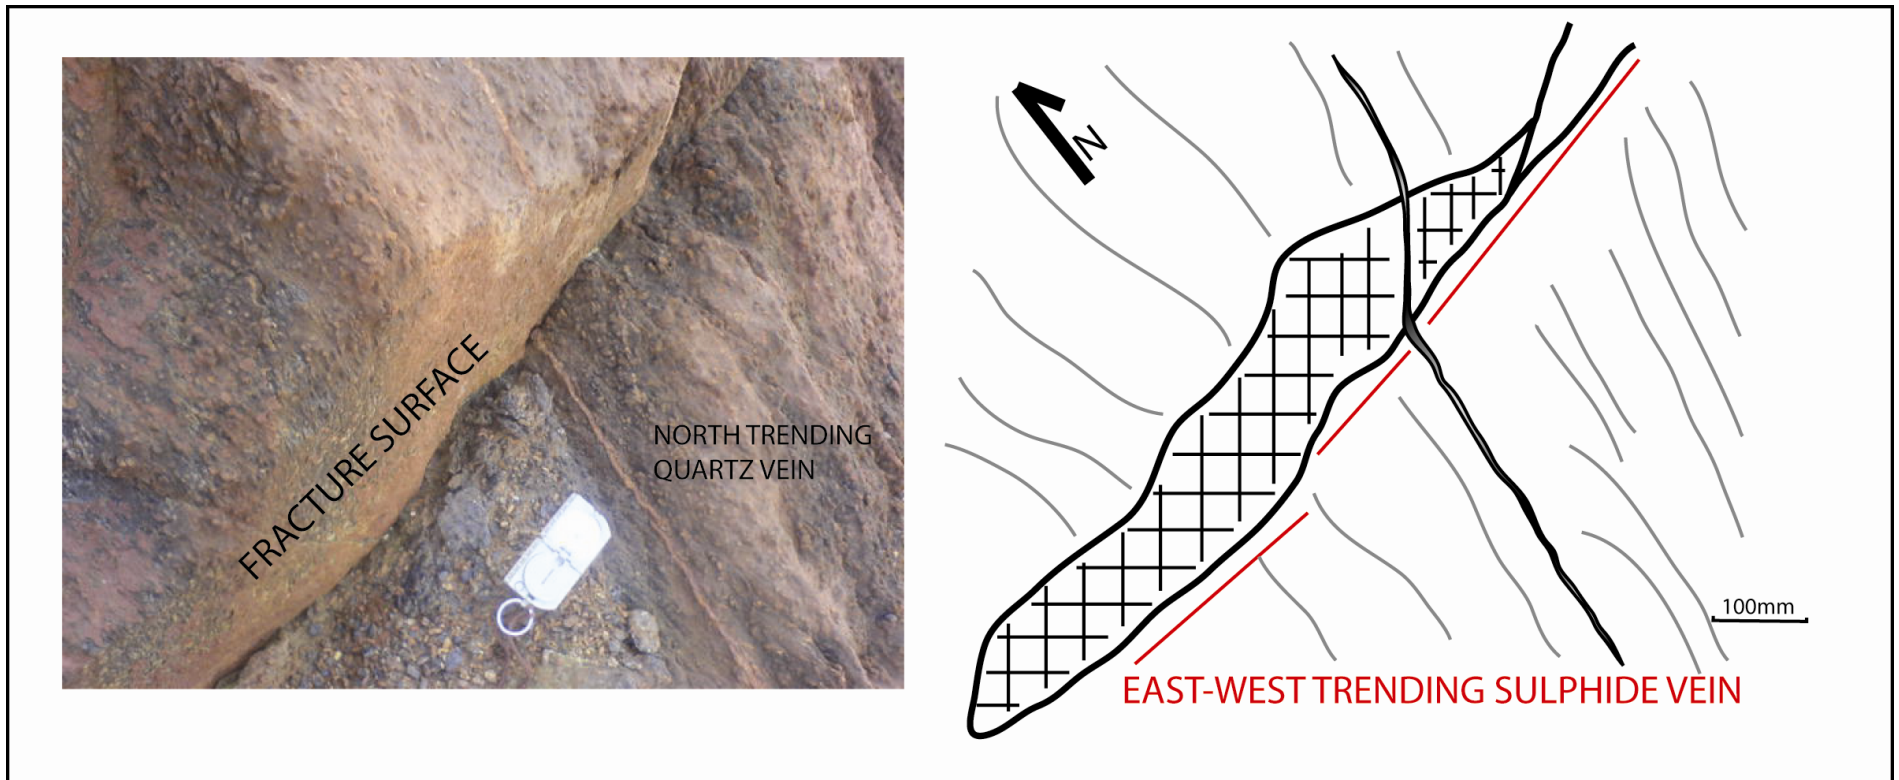 FRACTURE SURFACE
NORTH TRENDING
QUARTZ VEIN
N
100mm
EAST-WEST TRENDING SULPHIDE VEIN